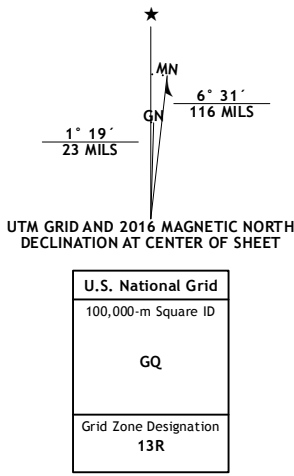 ★
MN
GN
6° 31´
116 MILS
1° 19´
23 MILS
UTM GRID AND 2016 MAGNETIC NORTH
DECLINATION AT CENTER OF SHEET
U.S. National Grid
100,000-m Square ID
GQ
Grid Zone Designation
13R